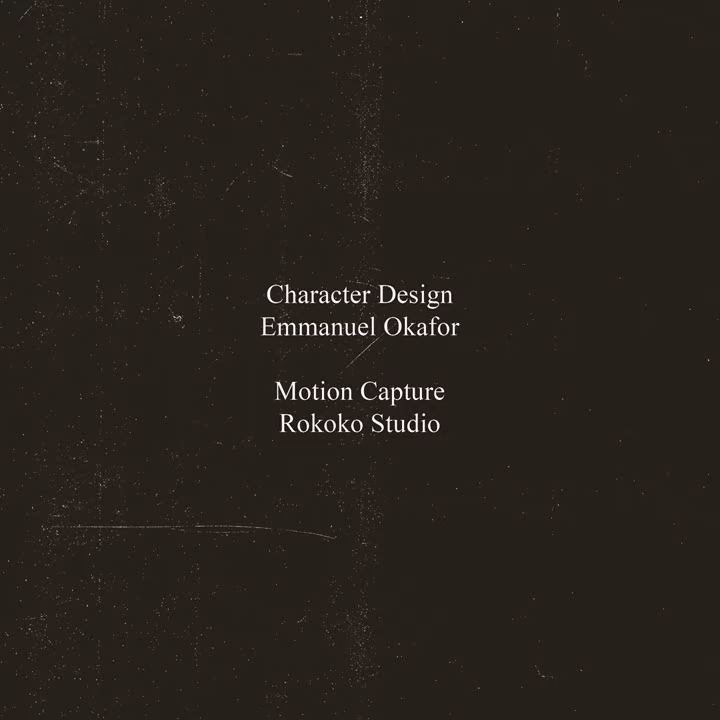 Character Design
Emmanuel Okafor
Motion Capture
Rokoko Studio